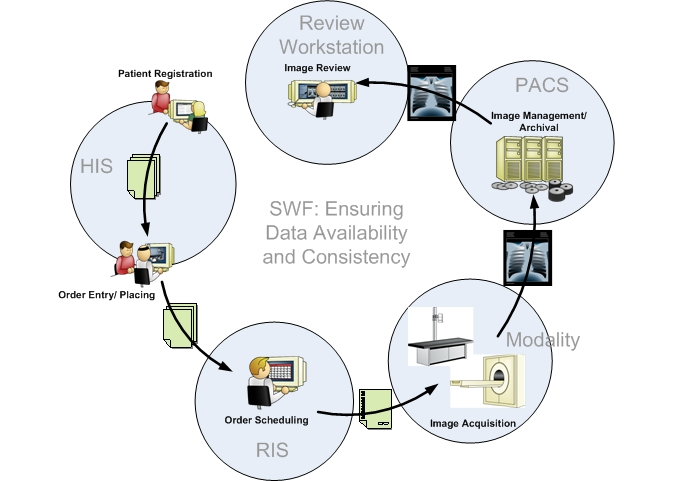 Review
Workstation
Image Review
Patient Registration
PACS
Image Management/
Archival
HIS
SWF: Ensuring
Data Availability
and Consistency
Order Entry/ Placing
Modality
Order Scheduling
Image Acquisition
RIS